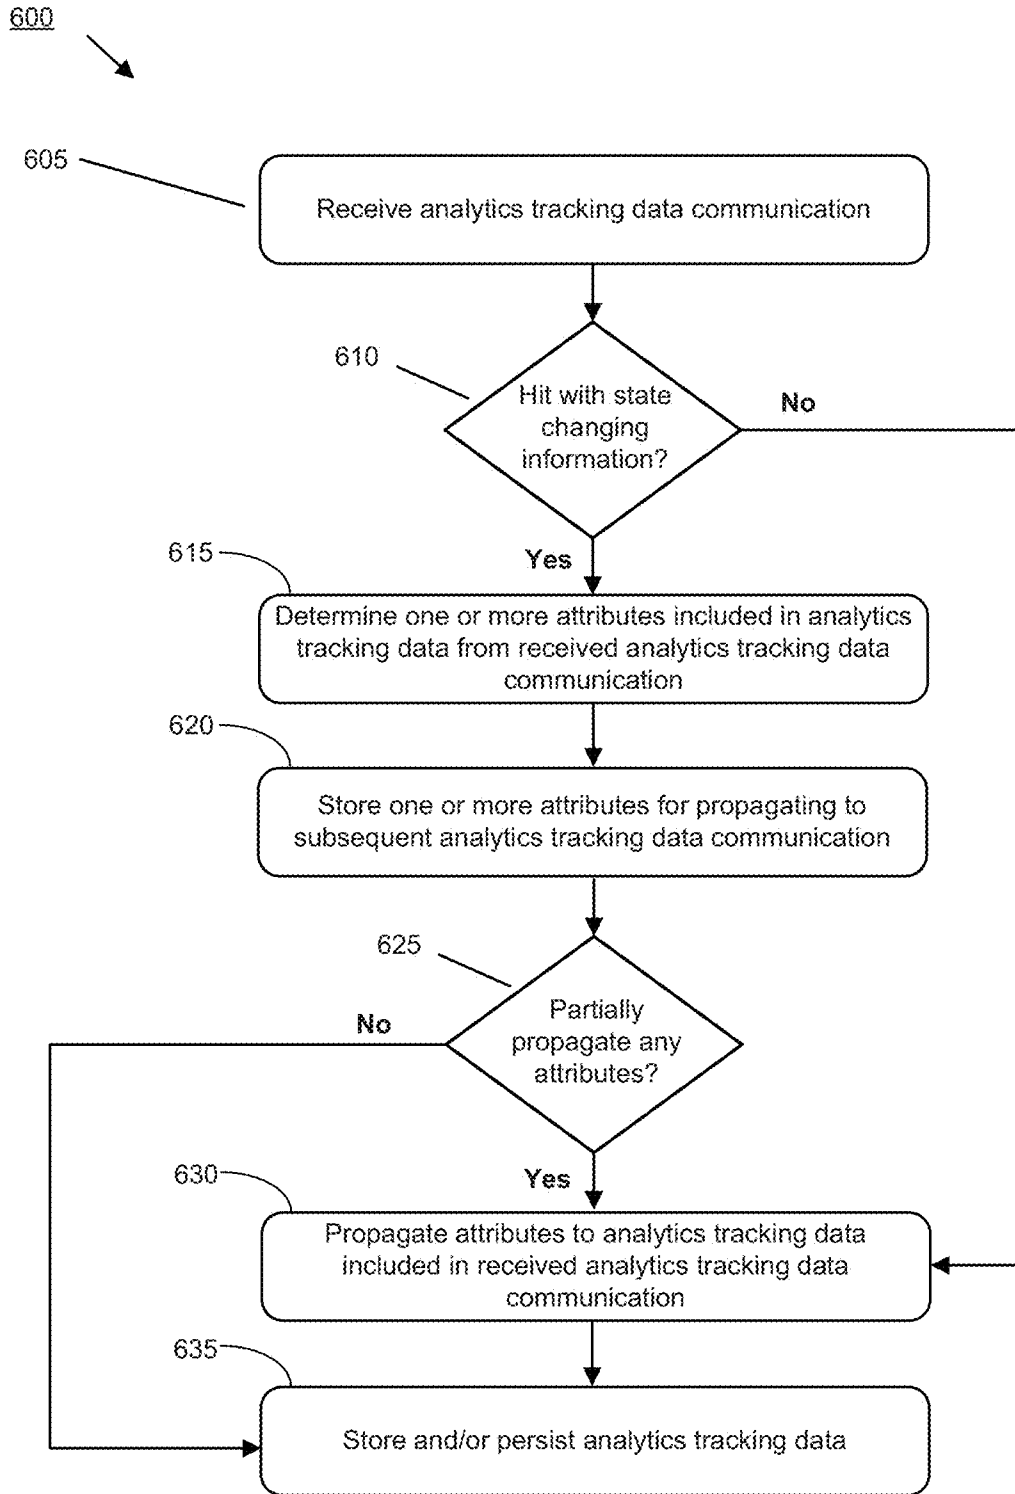 600
605
Receive analytics tracking data communication
610
Hit with state
changing
information?
No
Yes
615
Determine one or more attributes included in analytics
tracking data from received analytics tracking data
communication
620
Store one or more attributes for propagating to
subsequent analytics tracking data communication
625
Partially
propagate any
attributes?
No
Yes
630
Propagate attributes to analytics tracking data
included in received analytics tracking data
communication
635
Store and/or persist analytics tracking data